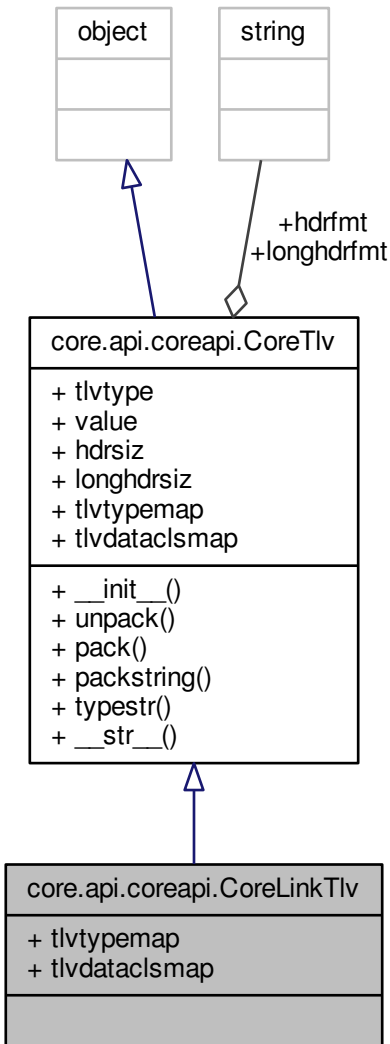 object
string
+hdrfmt
+longhdrfmt
core.api.coreapi.CoreTlv
+ tlvtype
+ value
+ hdrsiz
+ longhdrsiz
+ tlvtypemap
+ tlvdataclsmap
+ __init__()
+ unpack()
+ pack()
+ packstring()
+ typestr()
+ __str__()
core.api.coreapi.CoreLinkTlv
+ tlvtypemap
+ tlvdataclsmap